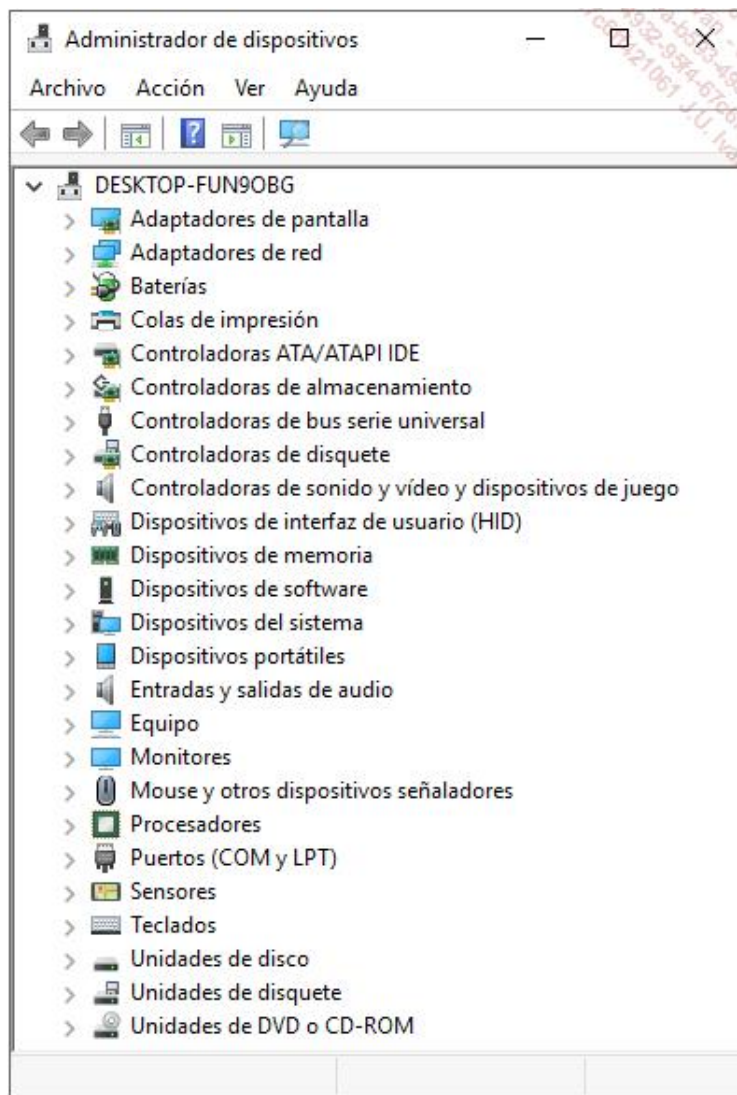 Administrador de dispositivos
Archivo Acción Ver Ayuda
DESKTOP-FUN9OBG
Adaptadores de pantalla
Adaptadores de red
Baterías
Colas de impresión
Controladoras ATA/ATAPI IDE
Controladoras de almacenamiento
Controladoras de bus serie universal
Controladoras de disquete
Controladoras de sonido y vídeo y dispositivos de juego
Dispositivos de interfaz de usuario (HID)
Dispositivos de memoria
Dispositivos de software
Dispositivos del sistema
Dispositivos portátiles
Entradas y salidas de audio
Equipo
Monitores
Mouse y otros dispositivos señaladores
Procesadores
Puertos (COM y LPT)
Sensores
Teclados
Unidades de disco
Unidades de disquete
Unidades de DVD o CD-ROM